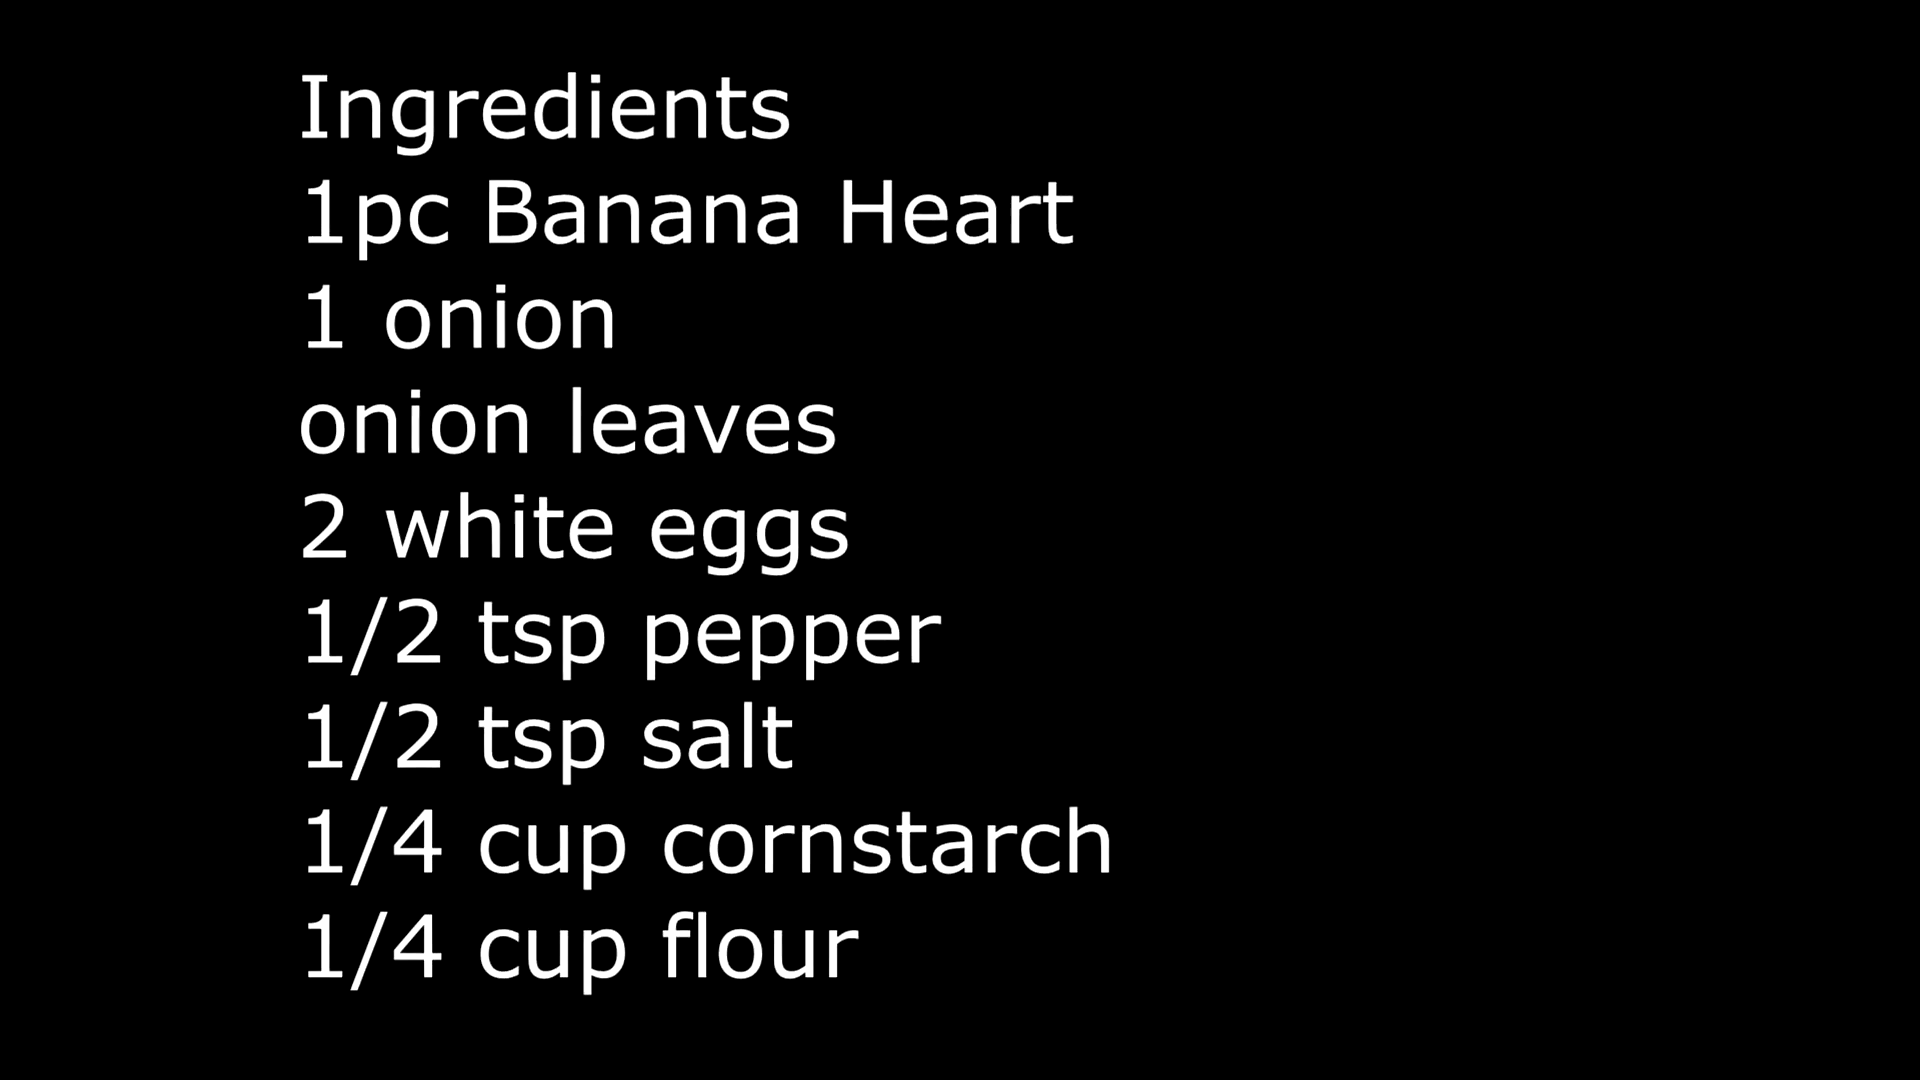 Ingredients
1pc Banana Heart
1 onion
onion leaves
2 white eggs
1/2 tsp pepper
1/2 tsp salt
1/4 cup cornstarch
1/4 cup flour